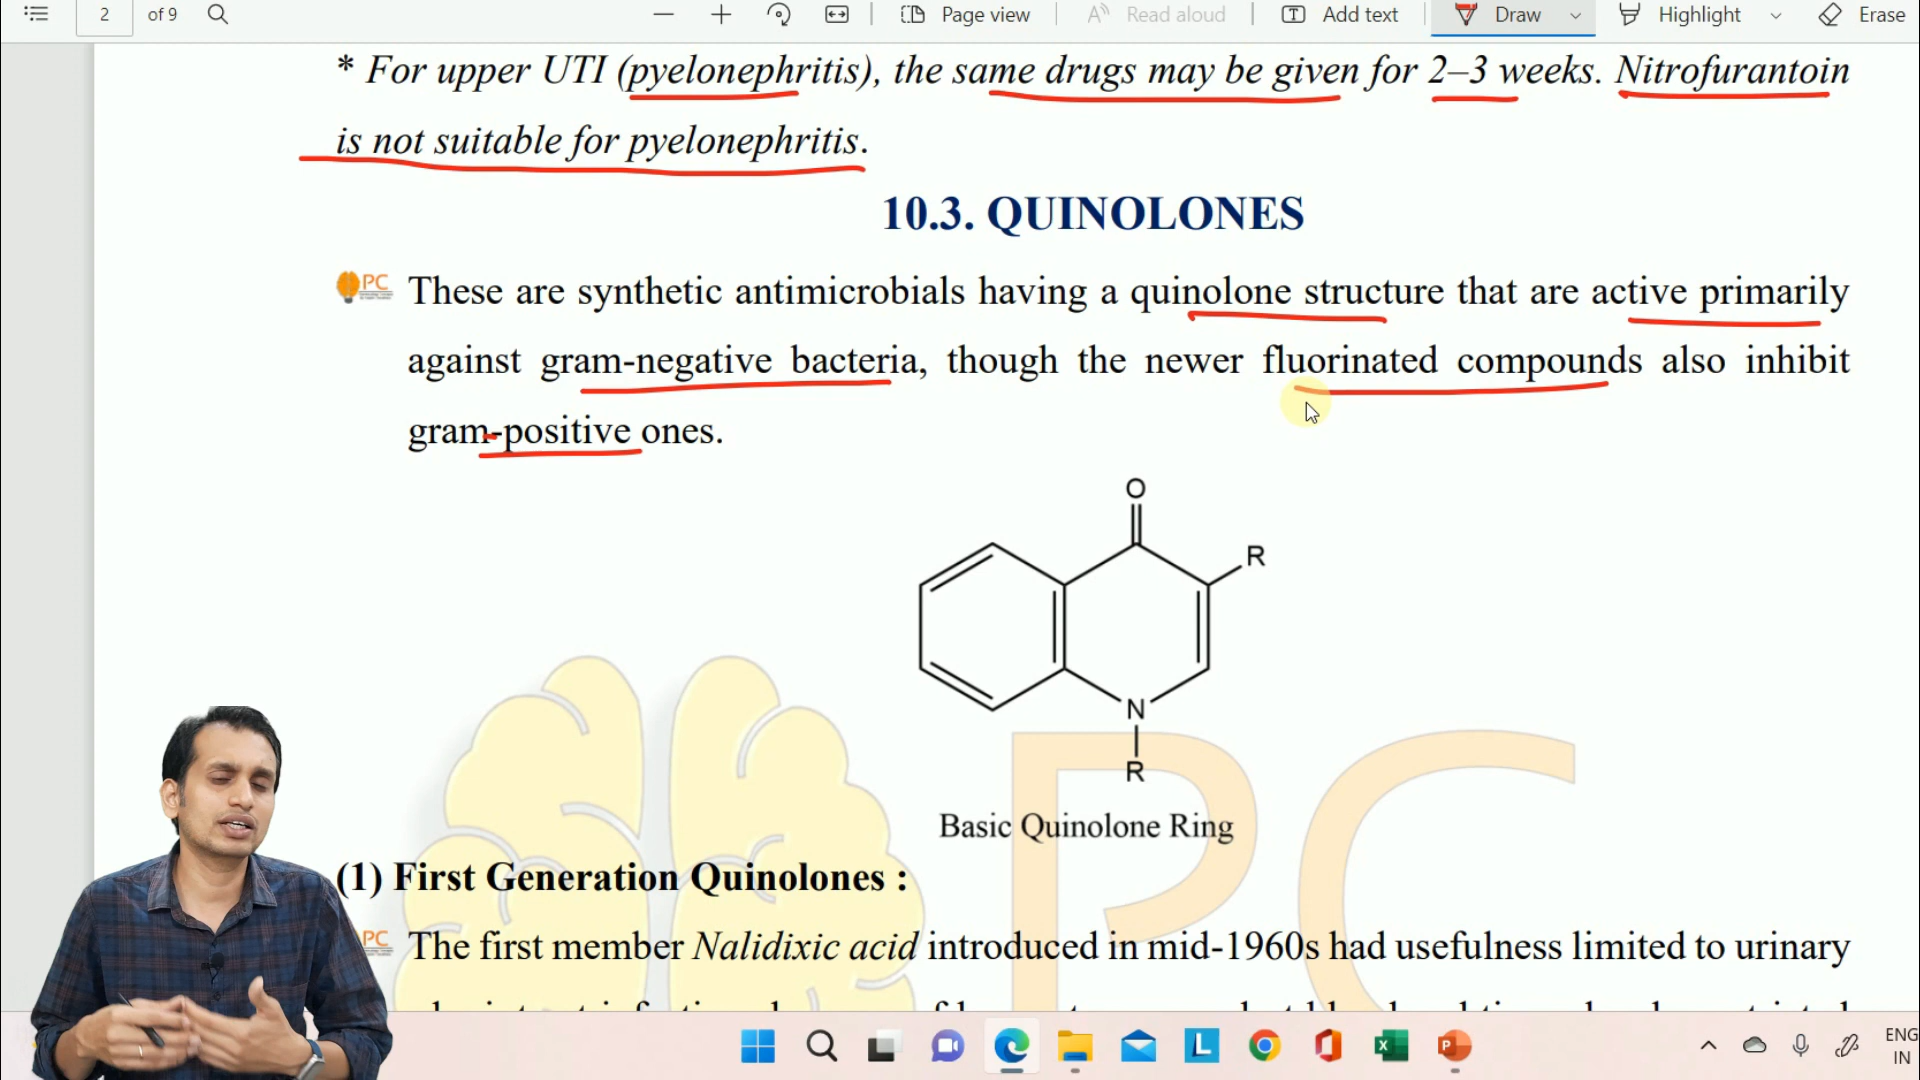 2 of 9 Page view Read aloud Add text Draw Highlight Erase
* For upper UTI (pyelonephritis), the same drugs may be given for 2–3 weeks. Nitrofurantoin
is not suitable for pyelonephritis.
10.3. QUINOLONES
PC These are synthetic antimicrobials having a quinolone structure that are active primarily
against gram-negative bacteria, though the newer fluorinated compounds also inhibit
gram-positive ones.
O
R
N
R
Basic Quinolone Ring
(1) First Generation Quinolones :
PC The first member Nalidixic acid introduced in mid-1960s had usefulness limited to urinary
PC
ENG
IN